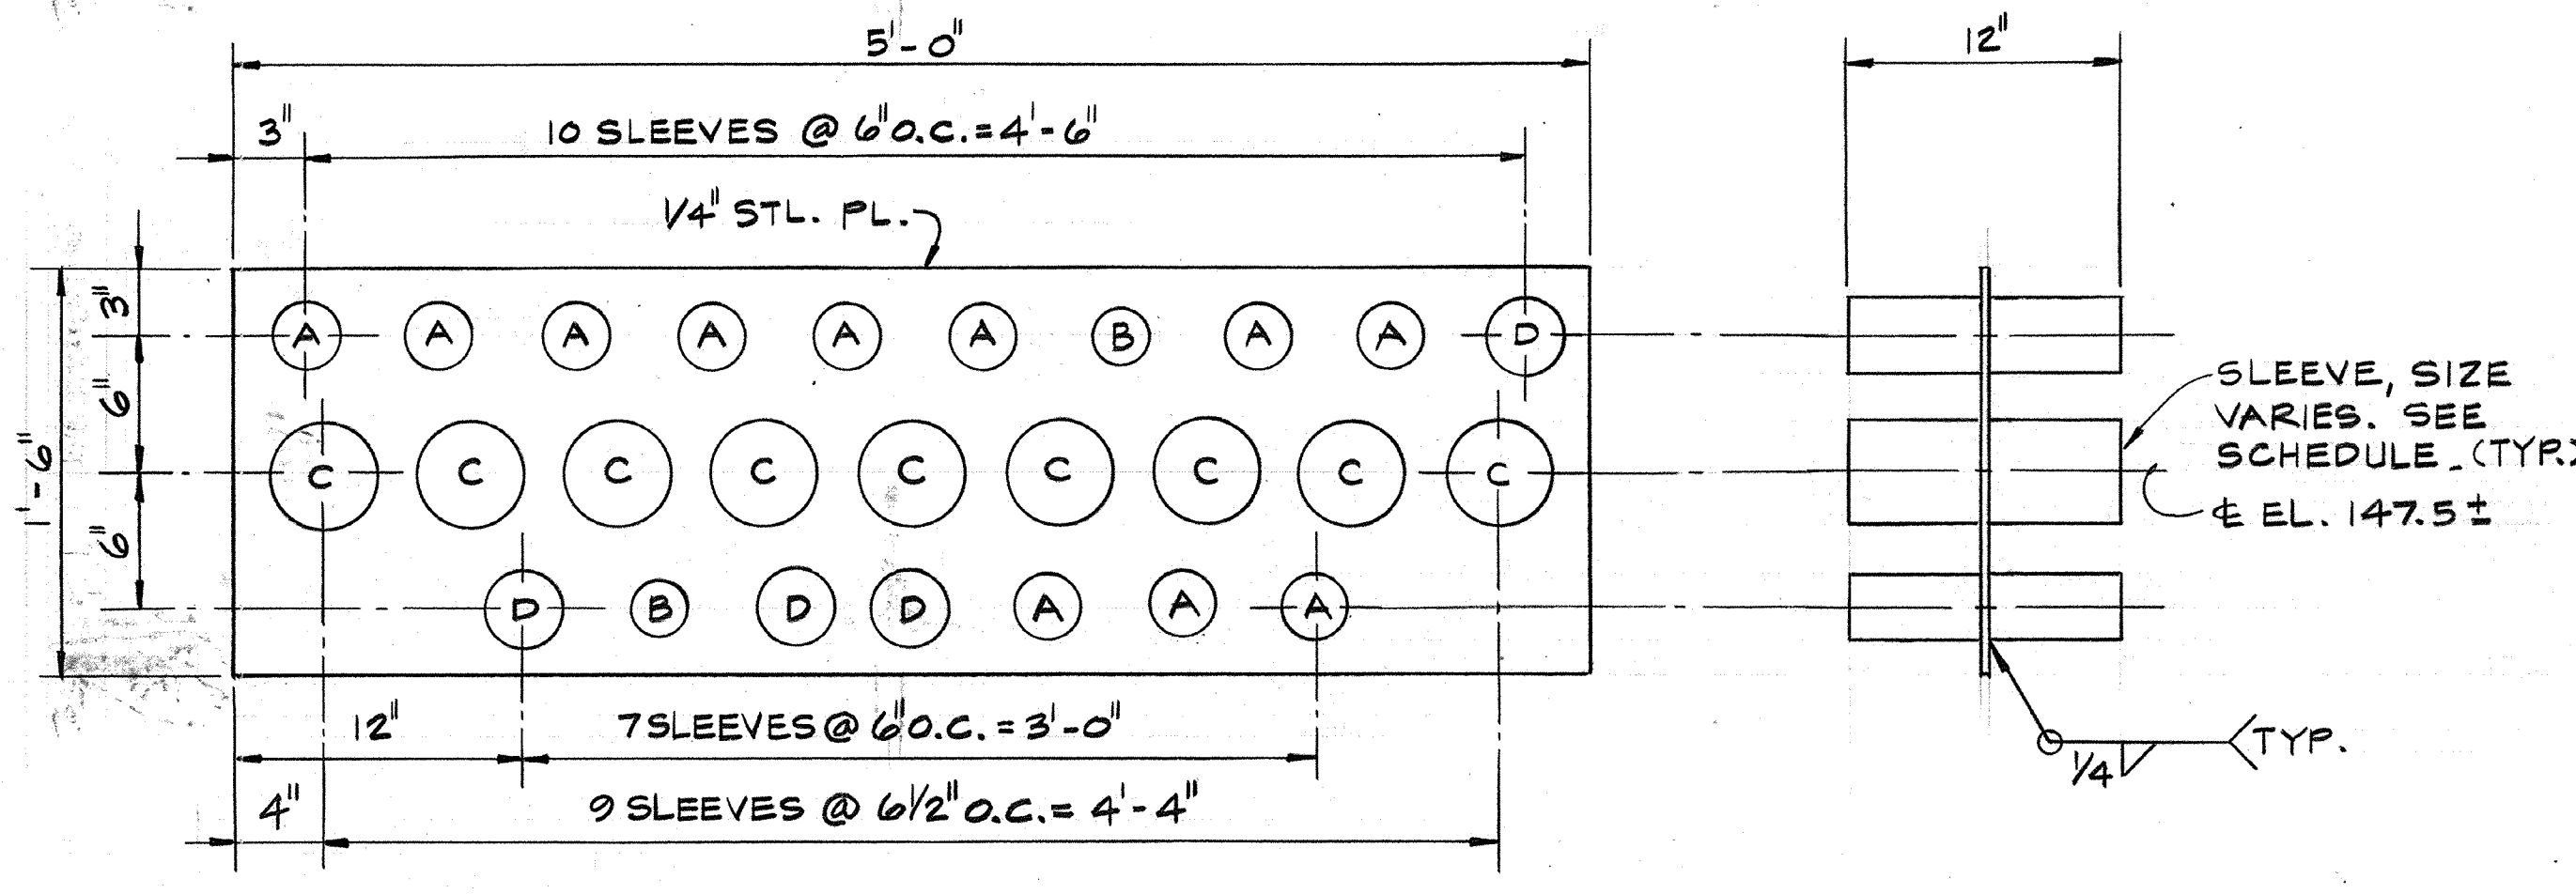 5'-0"
12"
3"
10 SLEEVES @ 6" O.C. = 4'-6"
1/4" STL. PL.
3"
A A A A A A B A A D
6"
SLEEVE, SIZE
VARIES. SEE
SCHEDULE_(TYP.)
1'-6"
C C C C C C C C C
℄ EL. 147.5 ±
6"
D B D D A A A
12"
7 SLEEVES @ 6" O.C. = 3'-0"
TYP.
1/4
4"
9 SLEEVES @ 6 1/2" O.C. = 4'-4"